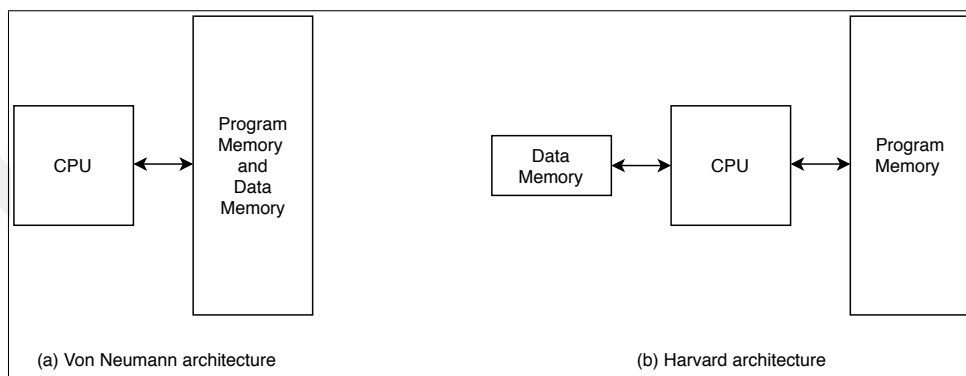 CPU
Program
Memory
and
Data
Memory
Data
Memory
CPU
Program
Memory
(a) Von Neumann architecture
(b) Harvard architecture